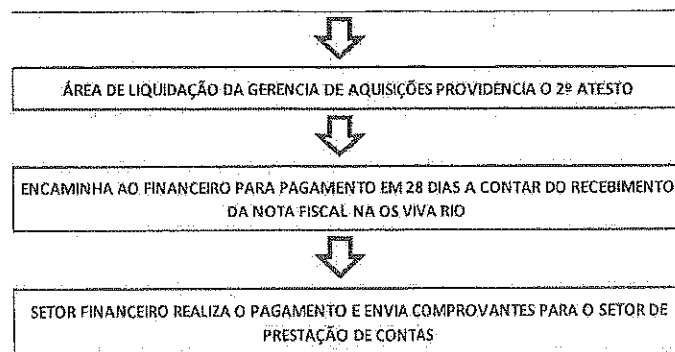 ÁREA DE LIQUIDAÇÃO DA GERENCIA DE AQUISIÇÕES PROVIDENCIA O 2º ATESTO
ENCAMINHA AO FINANCEIRO PARA PAGAMENTO EM 28 DIAS A CONTAR DO RECEBIMENTO
DA NOTA FISCAL NA OS VIVA RIO
SETOR FINANCEIRO REALIZA O PAGAMENTO E ENVIA COMPROVANTES PARA O SETOR DE
PRESTAÇÃO DE CONTAS